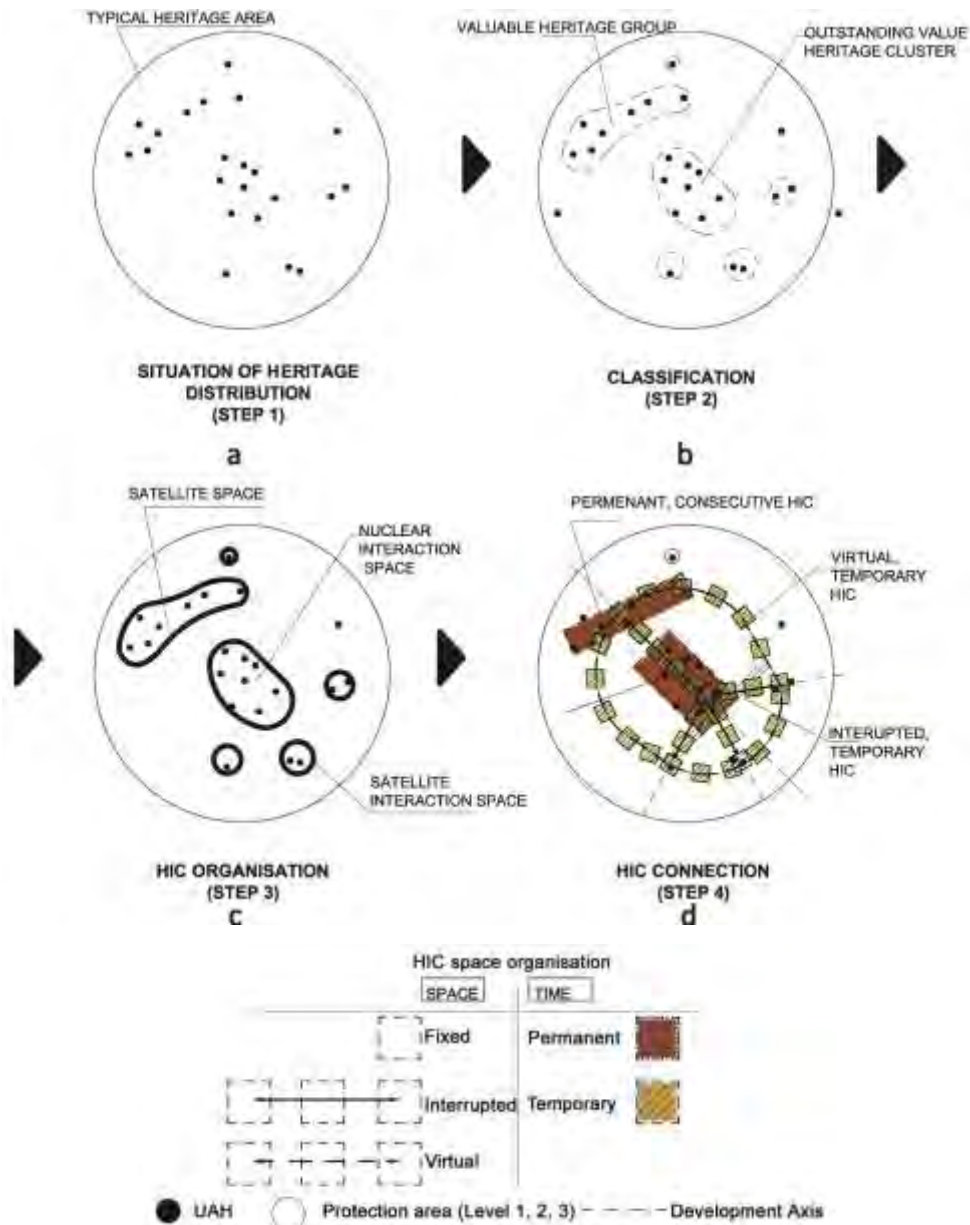 TYPICAL HERITAGE AREA
VALUABLE HERITAGE GROUP
OUTSTANDING VALUE
HERITAGE CLUSTER
SITUATION OF HERITAGE
DISTRIBUTION
(STEP 1)
a
CLASSIFICATION
(STEP 2)
b
SATELLITE SPACE
NUCLEAR
INTERACTION
SPACE
SATELLITE
INTERACTION SPACE
HIC ORGANISATION
(STEP 3)
c
PERMENANT, CONSECUTIVE HIC
VIRTUAL,
TEMPORARY
HIC
INTERUPTED,
TEMPORARY
HIC
HIC CONNECTION
(STEP 4)
d
HIC space organisation
SPACE TIME
Fixed Permanent
Interrupted Temporary
Virtual
UAH Protection area (Level 1, 2, 3) Development Axis